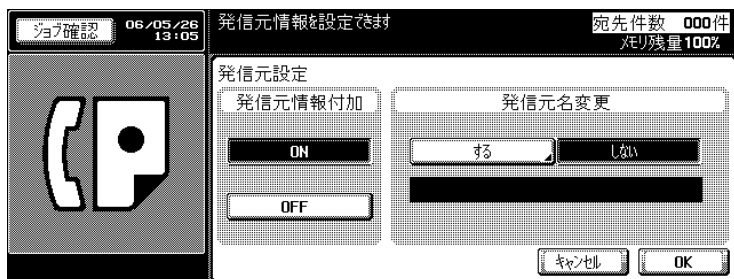 ジョブ確認
06/05/26
13:05
発信元情報を設定できます
宛先件数 000件
メモリ残量100%
発信元設定
発信元情報付加
発信元名変更
ON
する
しない
OFF
キャンセル
OK